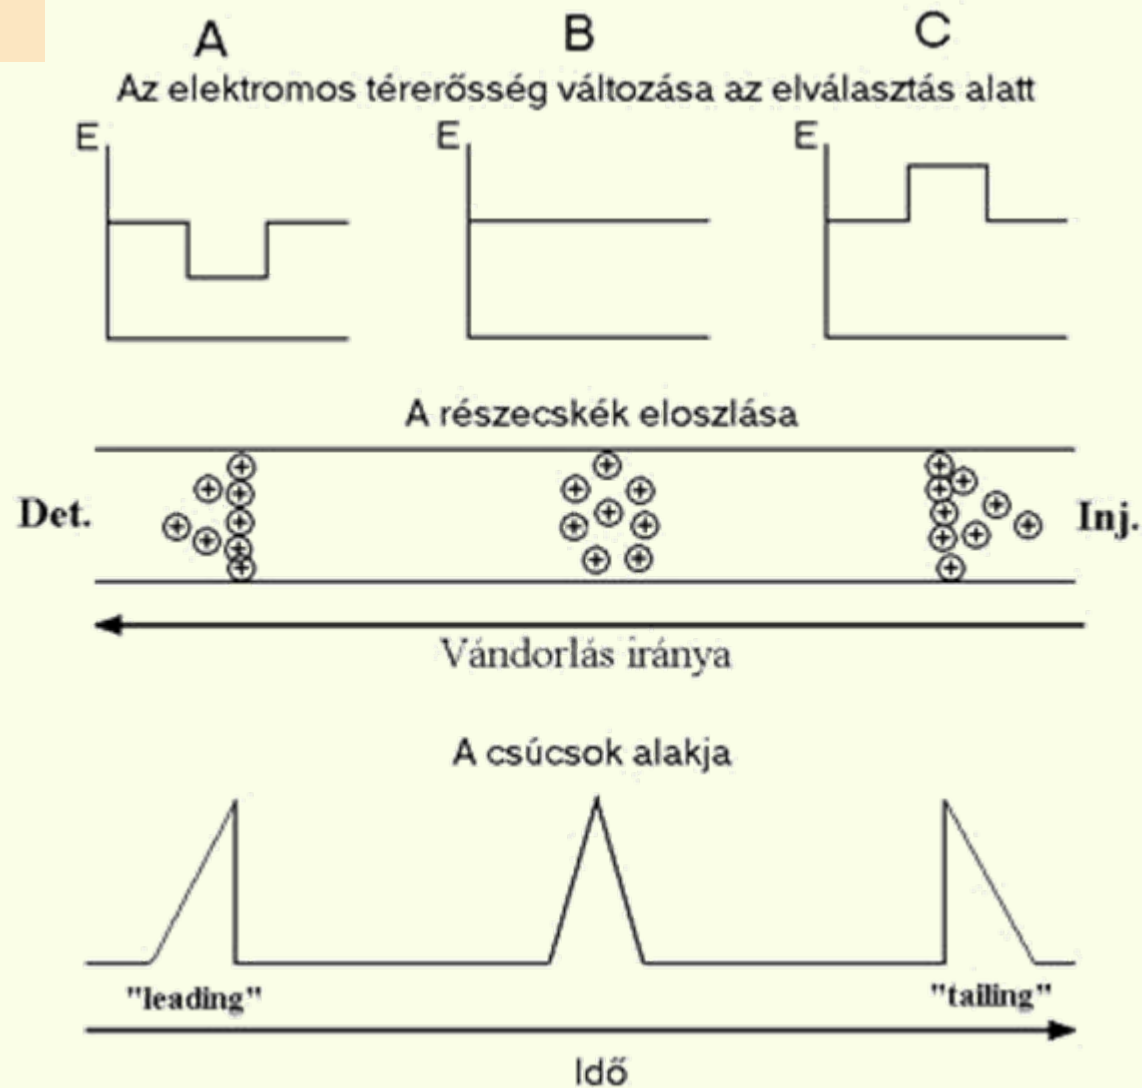 A B C
Az elektromos térerősség változása az elválasztás alatt
E E E
A részecskék eloszlása
Det. Inj.
Vándorlás iránya
A csúcsok alakja
"leading" "tailing"
Idő